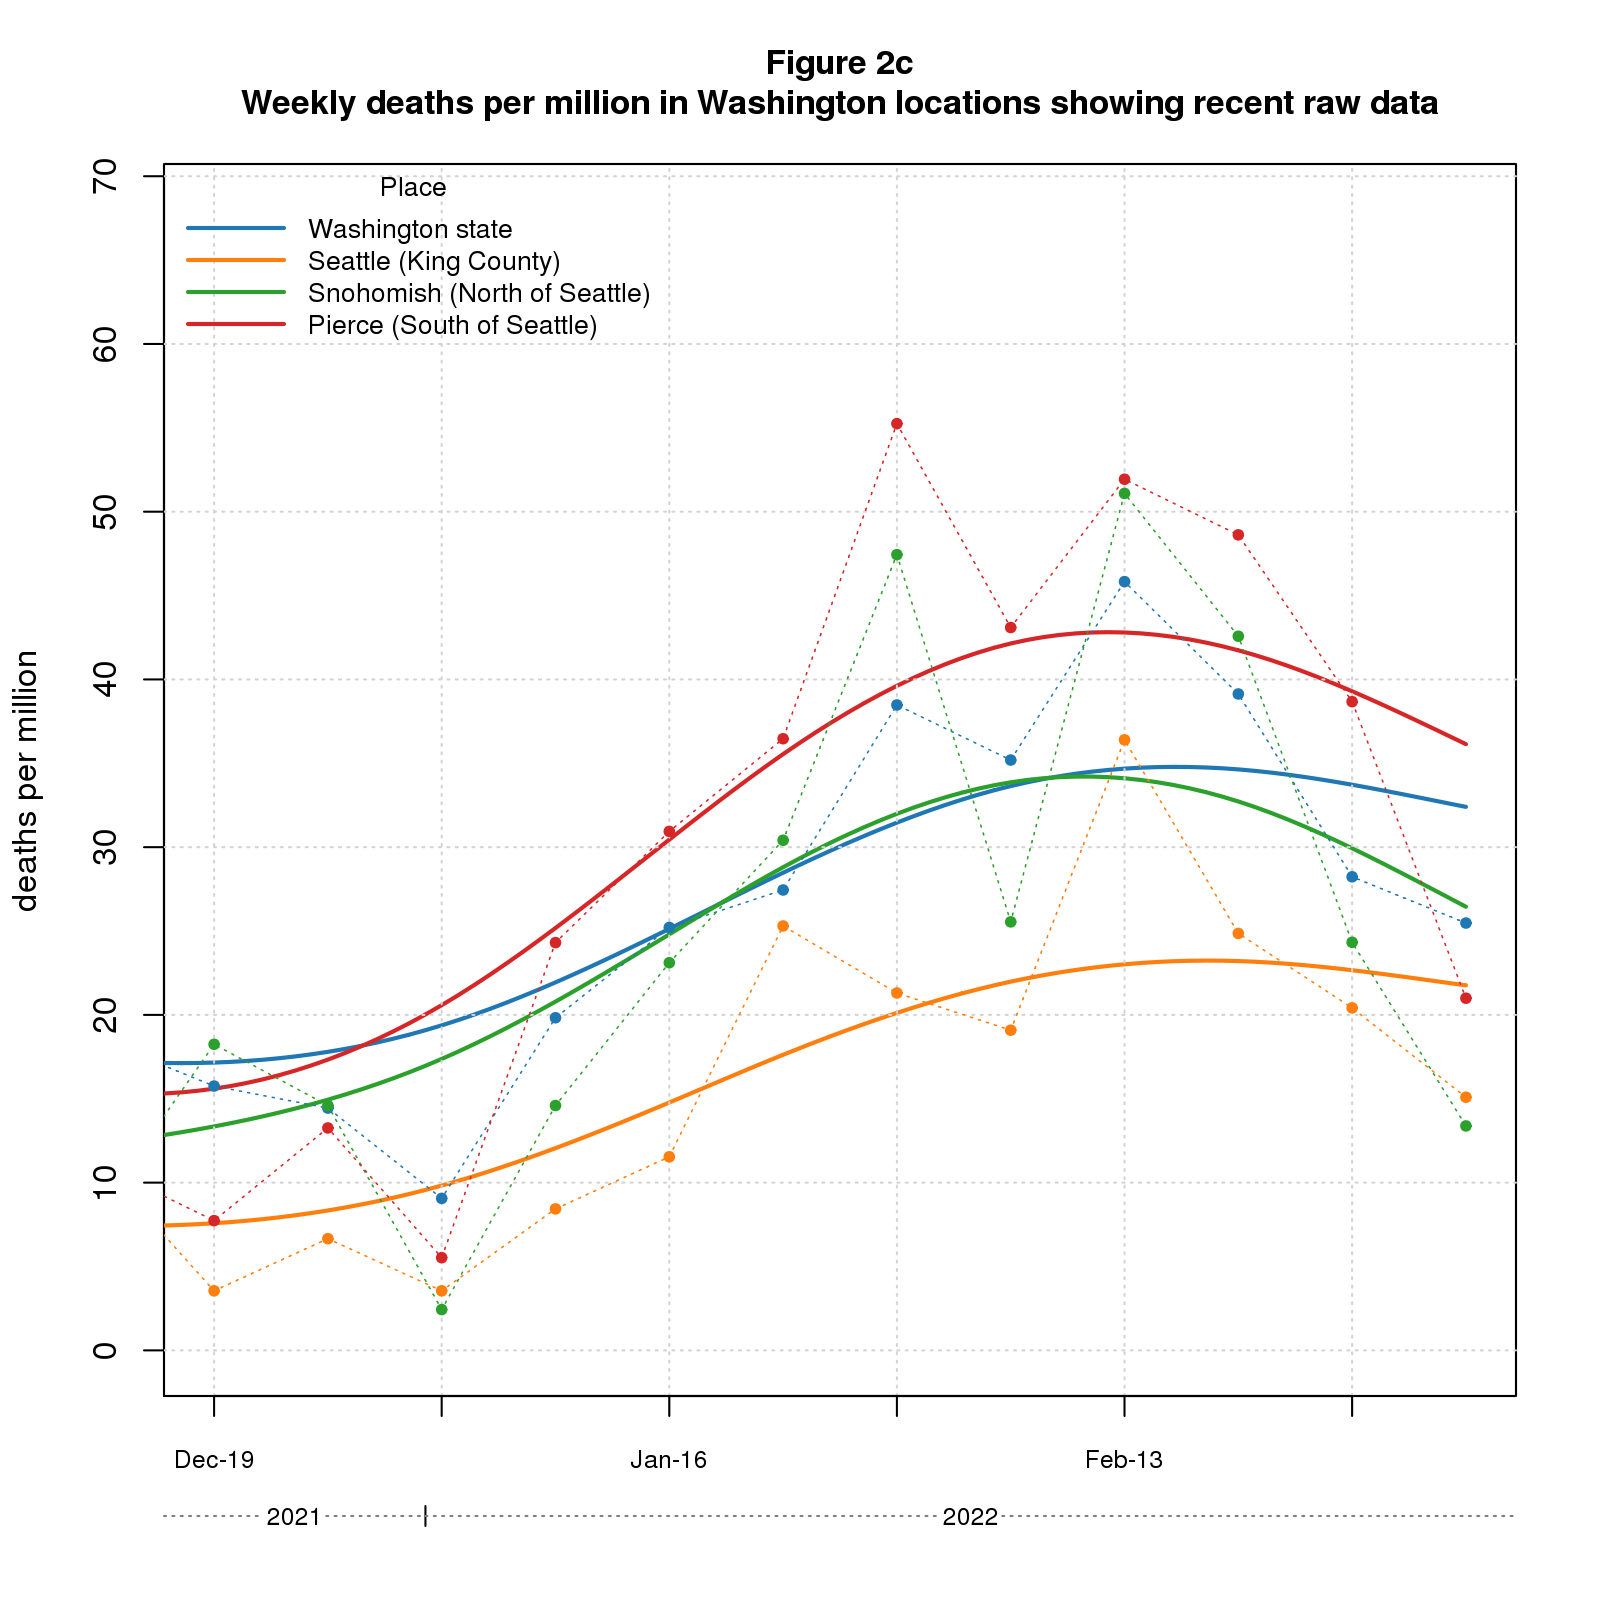 Figure 2c
Weekly deaths per million in Washington locations showing recent raw data
Place
Washington state
Seattle (King County)
Snohomish (North of Seattle)
Pierce (South of Seattle)
70
60
50
40
30
20
10
0
deaths per million
Dec-19 Jan-16 Feb-13
2021 2022